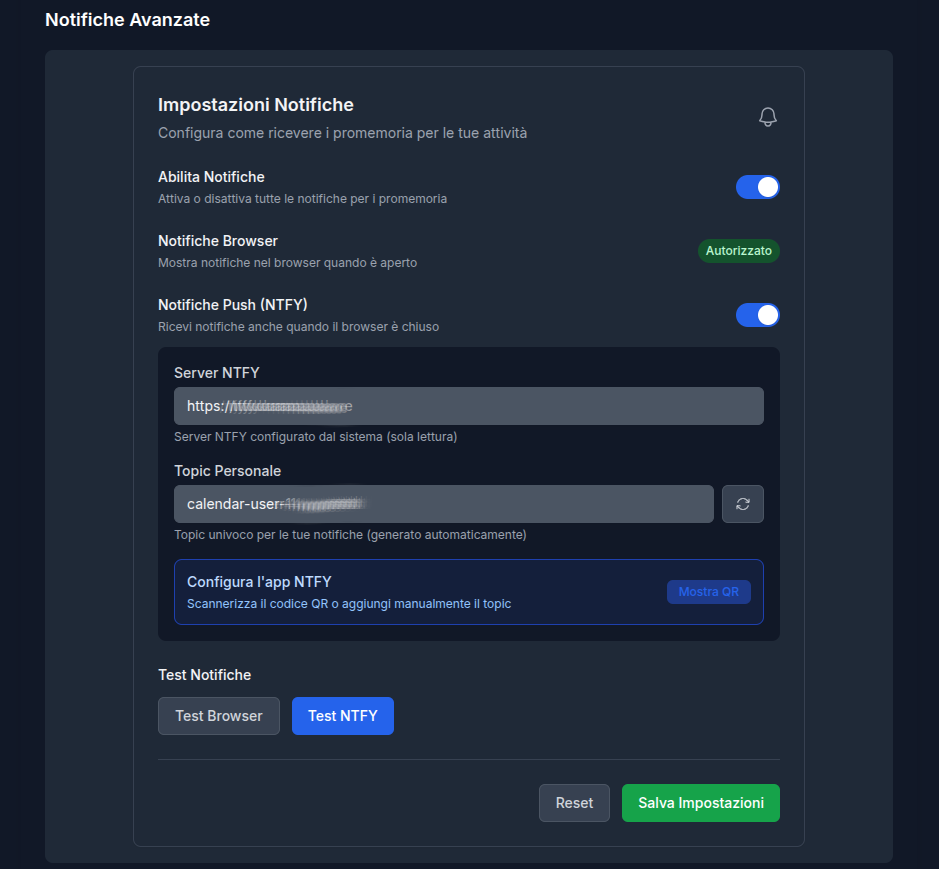 Notifiche Avanzate
Impostazioni Notifiche
Configura come ricevere i promemoria per le tue attività
Abilita Notifiche
Attiva o disattiva tutte le notifiche per i promemoria
Notifiche Browser
Mostra notifiche nel browser quando è aperto
Autorizzato
Notifiche Push (NTFY)
Ricevi notifiche anche quando il browser è chiuso
Server NTFY
https://
Server NTFY configurato dal sistema (sola lettura)
Topic Personale
calendar-user-
Topic univoco per le tue notifiche (generato automaticamente)
Configura l'app NTFY
Scannerizza il codice QR o aggiungi manualmente il topic
Mostra QR
Test Notifiche
Test Browser
Test NTFY
Reset
Salva Impostazioni